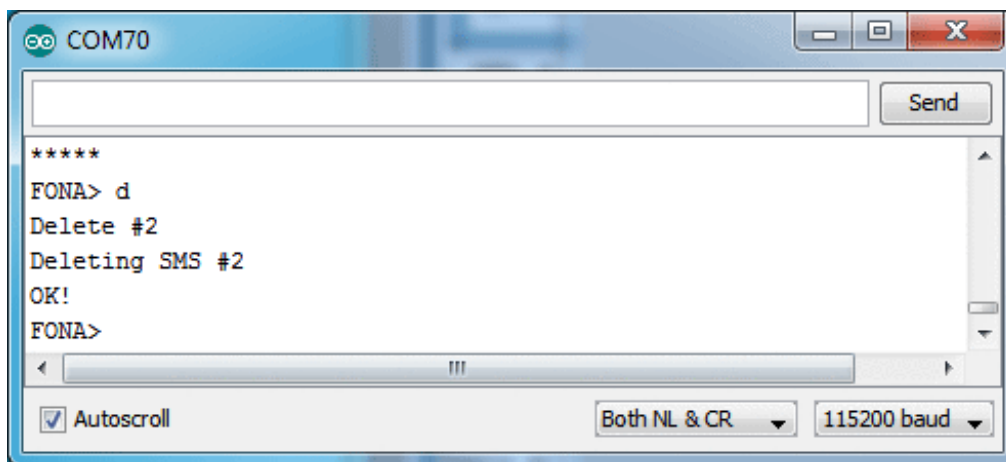 COM70
Send
*****
FONA> d
Delete #2
Deleting SMS #2
OK!
FONA>
Autoscroll
Both NL & CR
115200 baud